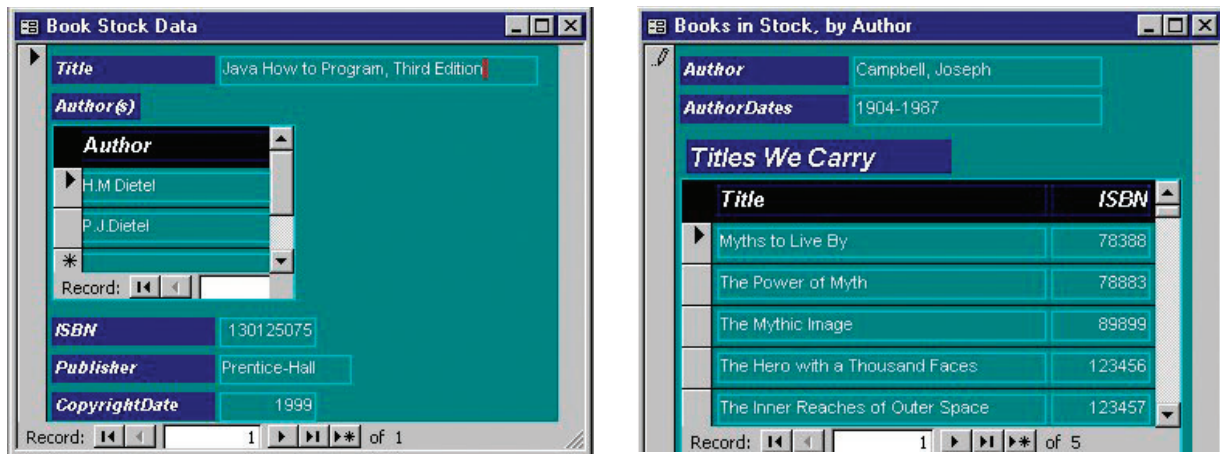 Book Stock Data
Title Java How to Program, Third Edition
Author(s)
Author
H.M Dietel
P.J.Dietel
Record:
ISBN 130125075
Publisher Prentice-Hall
CopyrightDate 1999
Record: 1 of 1
Books in Stock, by Author
Author Campbell, Joseph
AuthorDates 1904-1987
Titles We Carry
Title ISBN
Myths to Live By 78388
The Power of Myth 78883
The Mythic Image 89899
The Hero with a Thousand Faces 123456
The Inner Reaches of Outer Space 123457
Record: 1 of 5